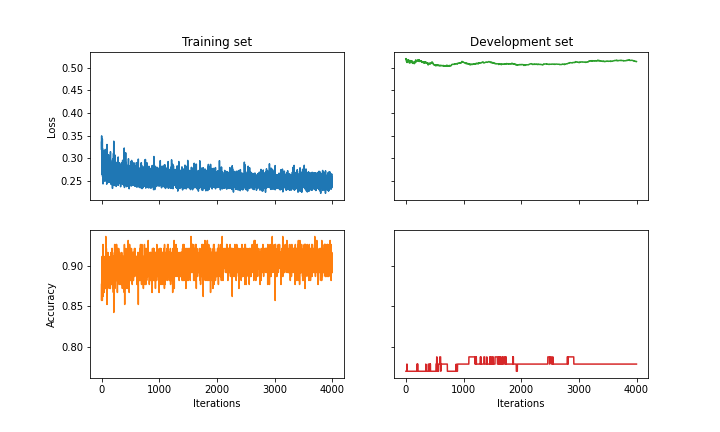 Training set
Development set
Loss
0.50
0.45
0.40
0.35
0.30
0.25
0 1000 2000 3000 4000
0 1000 2000 3000 4000
Accuracy
0.90
0.85
0.80
Iterations
Iterations